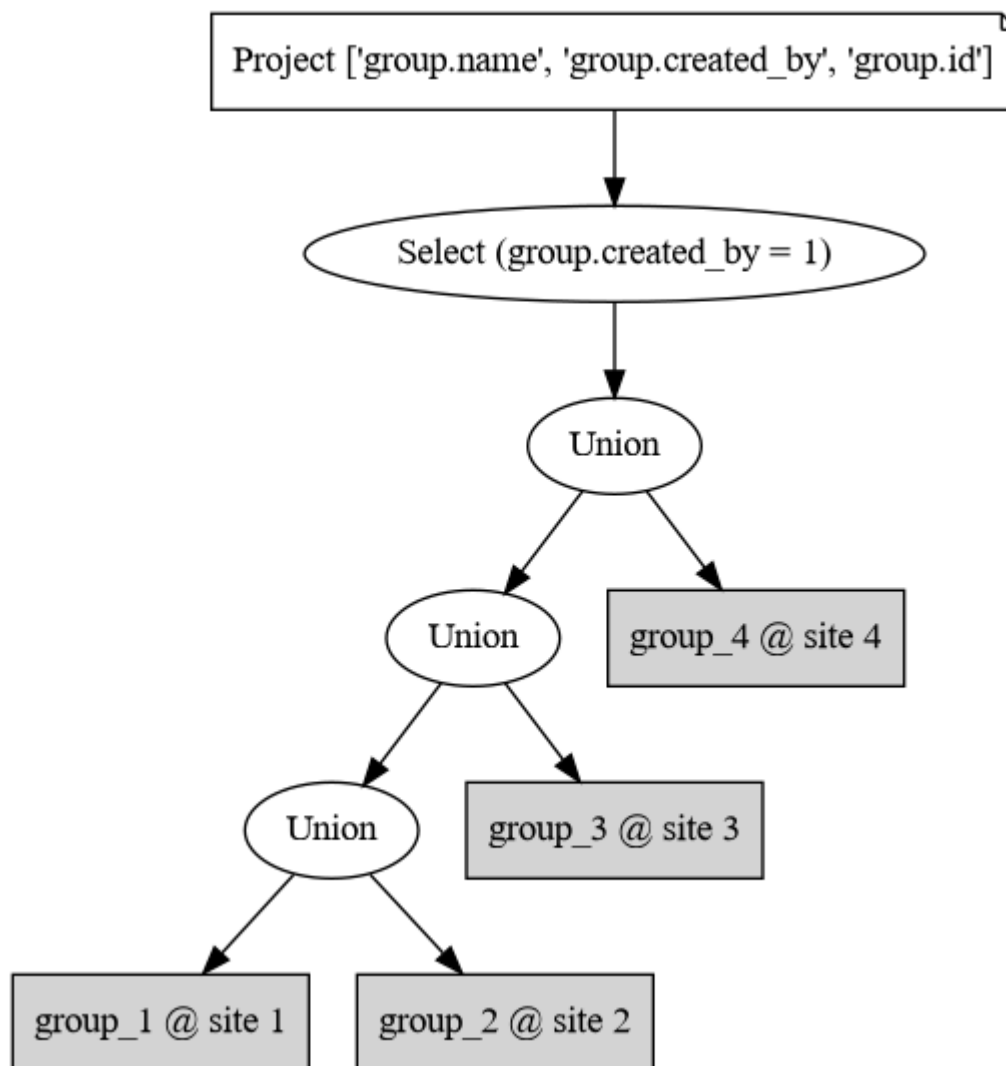 Project ['group.name', 'group.created_by', 'group.id']
Select (group.created_by = 1)
Union
Union
group_4 @ site 4
Union
group_3 @ site 3
group_1 @ site 1
group_2 @ site 2